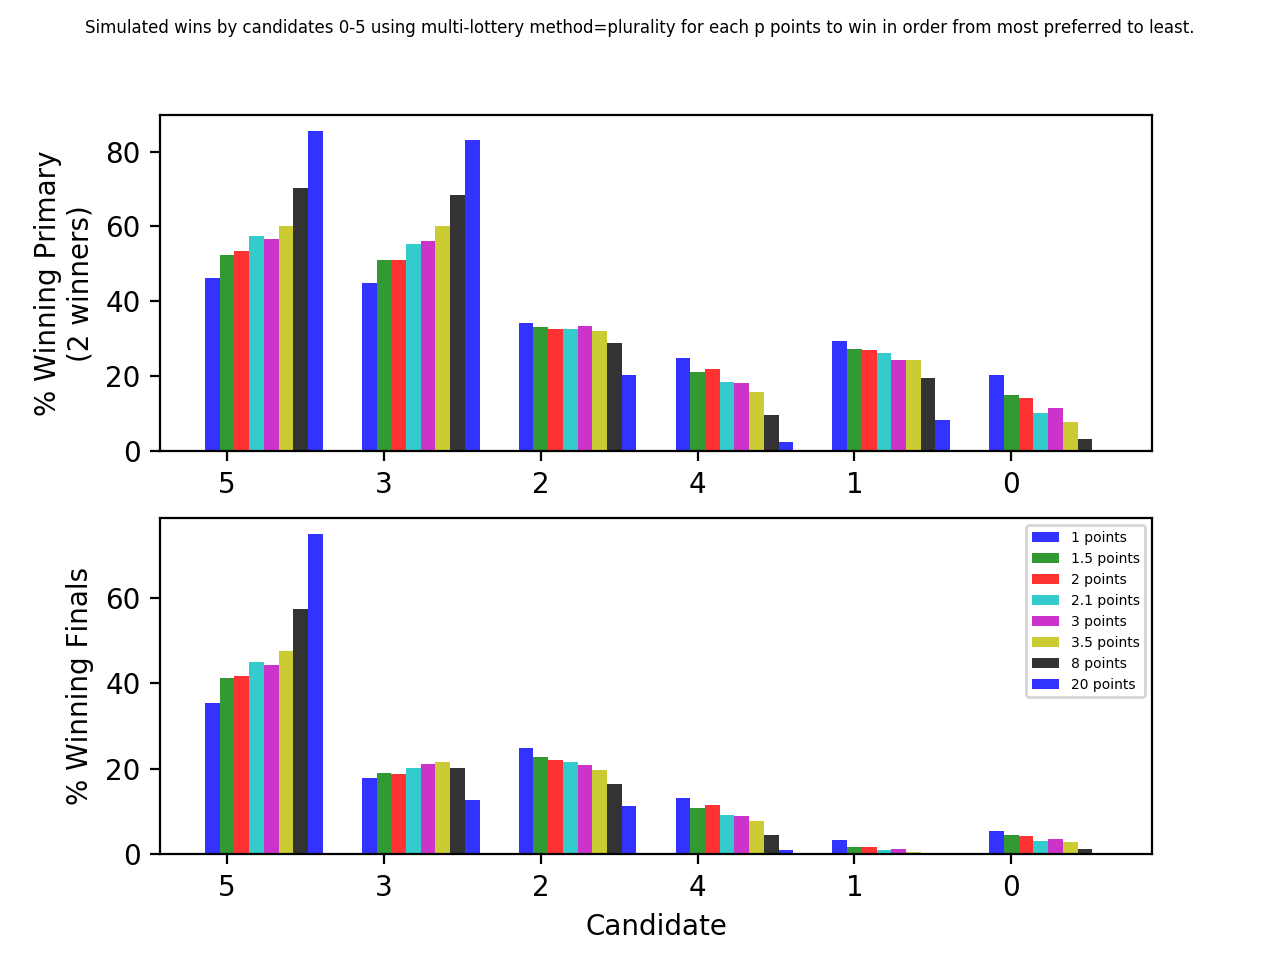 Simulated wins by candidates 0-5 using multi-lottery method=plurality for each p points to win in order from most preferred to least.
% Winning Primary
(2 winners)
80
60
40
20
0
5 3 2 4 1 0
% Winning Finals
60
40
20
0
1 points
1.5 points
2 points
2.1 points
3 points
3.5 points
8 points
20 points
5 3 2 4 1 0
Candidate